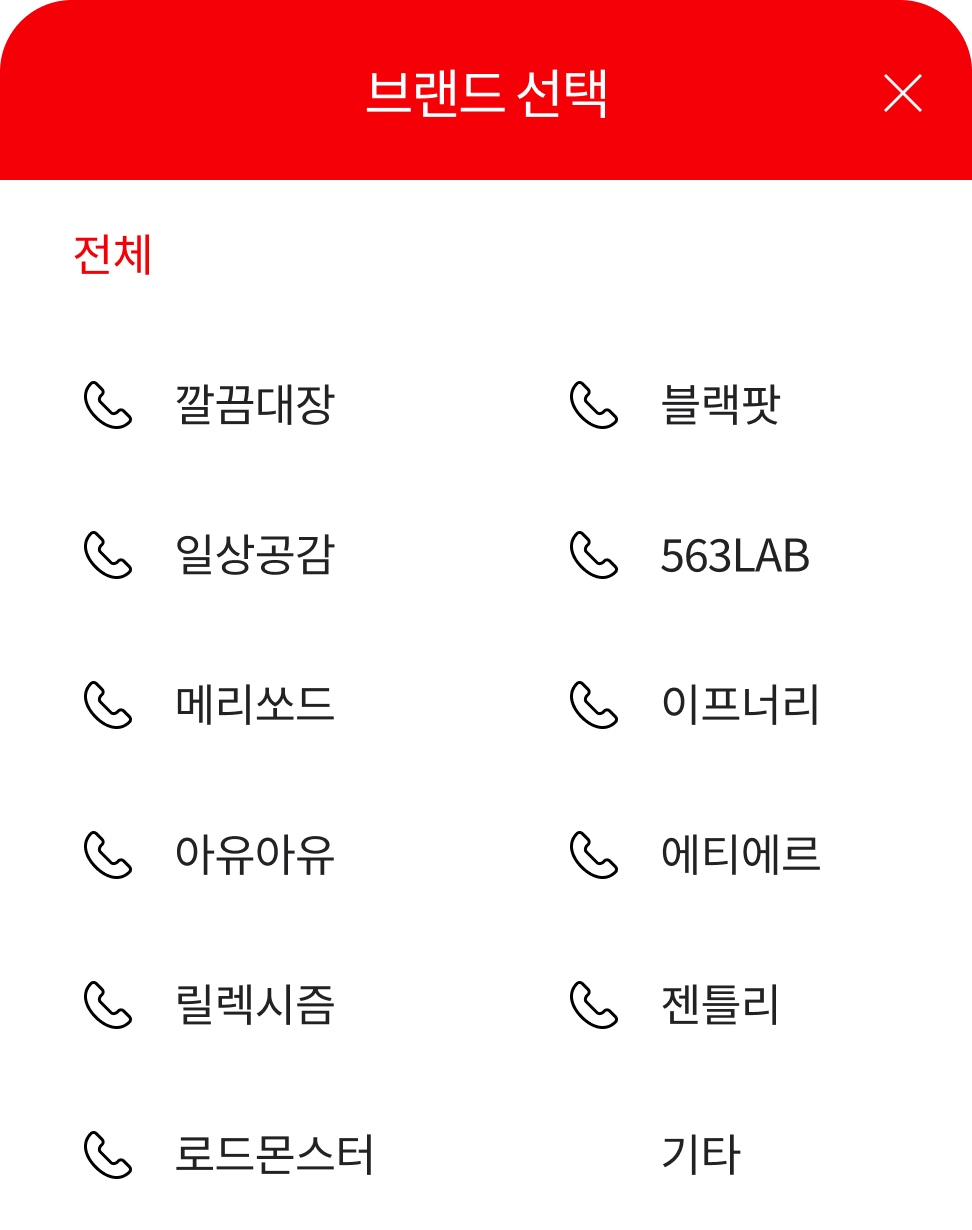 브랜드 선택
전체
깔끔대장 블랙팟
일상공감 563LAB
메리쏘드 이프너리
아유아유 에티에르
릴렉시즘 젠틀리
로드몬스터 기타